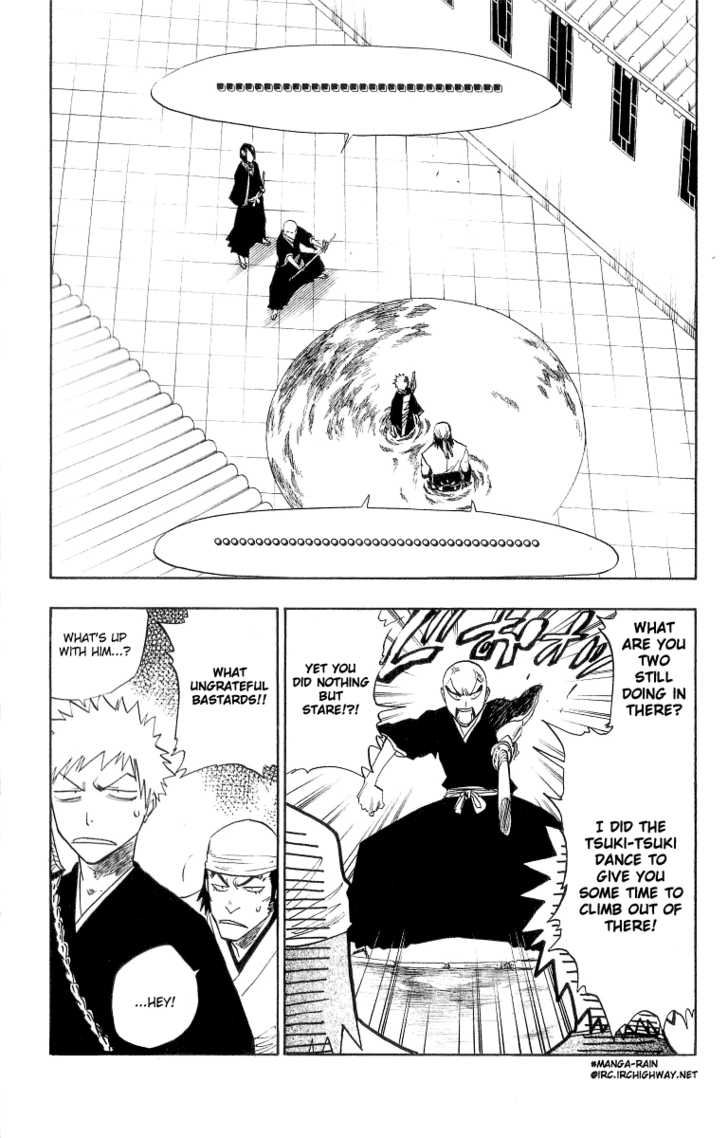 WHAT
ARE YOU
TWO
STILL
DOING IN
THERE?
I DID THE
TSUKI-TSUKI
DANCE TO
GIVE YOU
SOME TIME TO
CLIMB OUT OF
THERE!
YET YOU
DID NOTHING
BUT
STARE!?!
WHAT
UNGRATEFUL
BASTARDS!!
WHAT'S UP
WITH HIM...?
...HEY!
#MANGA-RAIN
@IRC.IRCHIGHWAY.NET